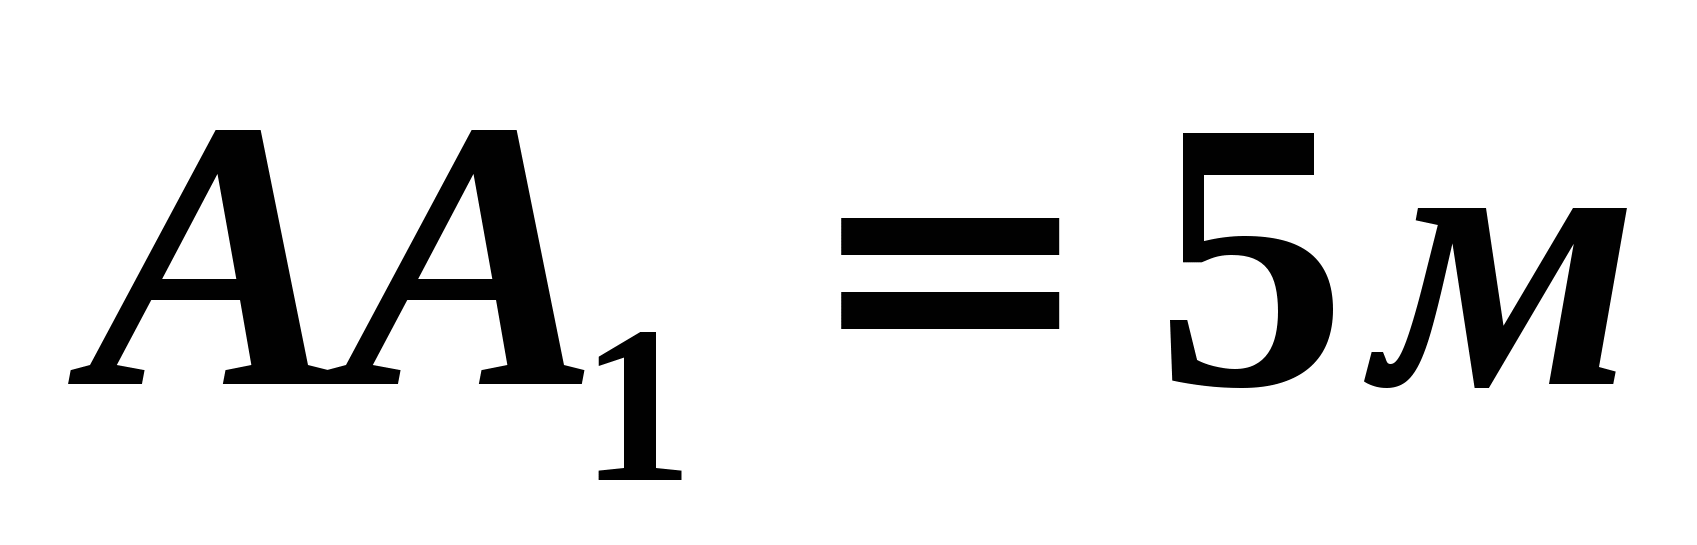 AA₁ = 5м